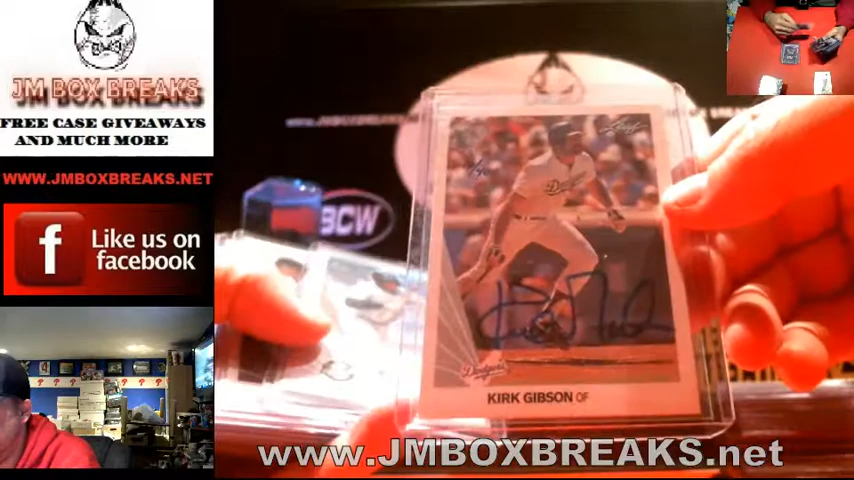 JM BOX BREAKS
FREE CASE GIVEAWAYS
AND MUCH MORE
WWW.JMBOXBREAKS.NET
f
Like us on
facebook
BCW
Leaf
Dodgers
Dodgers
KIRK GIBSON OF
www.JMBOXBREAKS.net